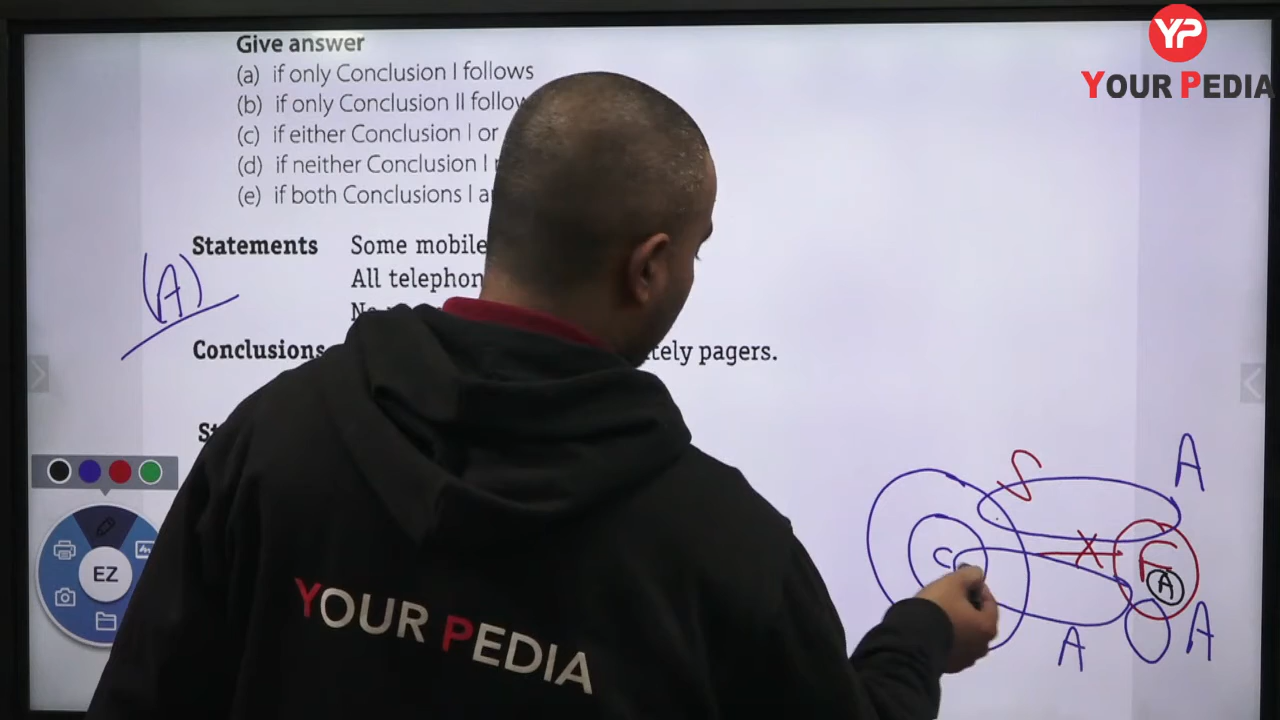 YP
YOUR PEDIA
Give answer
(a) if only Conclusion I follows
(b) if only Conclusion II follow
(c) if either Conclusion I or
(d) if neither Conclusion I
(e) if both Conclusions I a
Statements Some mobile
All telephon
(A)
Conclusions tely pagers.
St
S
A
C
X
F
A
A
A
EZ
YOUR PEDIA